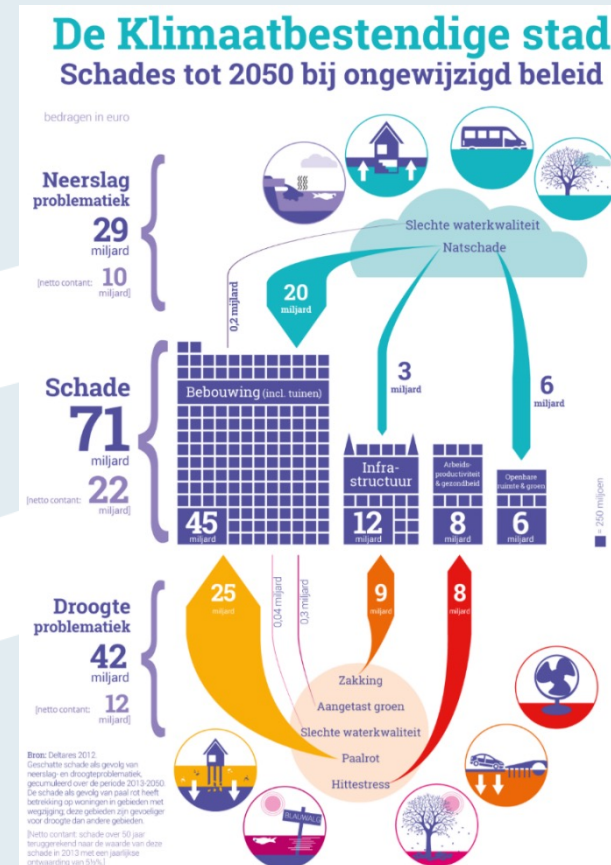 De Klimaatbestendige stad
Schades tot 2050 bij ongewijzigd beleid
bedragen in euro
Neerslag
problematiek
29
miljard
[netto contant: 10
miljard]
Slechte waterkwaliteit
Natschade
0,2 miljard
20
miljard
3
miljard
6
miljard
Schade
71
miljard
[netto contant: 22
miljard]
Bebouwing (incl. tuinen)
45
miljard
Infra-
structuur
12
miljard
Arbeids-
productiviteit
& gezondheid
8
miljard
Openbare
ruimte & groen
6
miljard
= 250 miljoen
Droogte
problematiek
42
miljard
[netto contant: 12
miljard]
25
miljard
0,04 miljard
0,3 miljard
9
miljard
8
miljard
Zakking
Aangetast groen
Slechte waterkwaliteit
Paalrot
Hittestress
BLAUWALG
Bron: Deltares 2012.
Geschatte schade als gevolg van
neerslag- en droogteproblematiek,
gecumuleerd over de periode 2013-2050.
De schade als gevolg van paal rot heeft
betrekking op woningen in gebieden met
wegzijging; deze gebieden zijn gevoeliger
voor droogte dan andere gebieden.
[Netto contant: schade over 50 jaar
teruggerekend naar de waarde van deze
schade in 2013 met een jaarlijkse
ontwaarding van 5½%.]